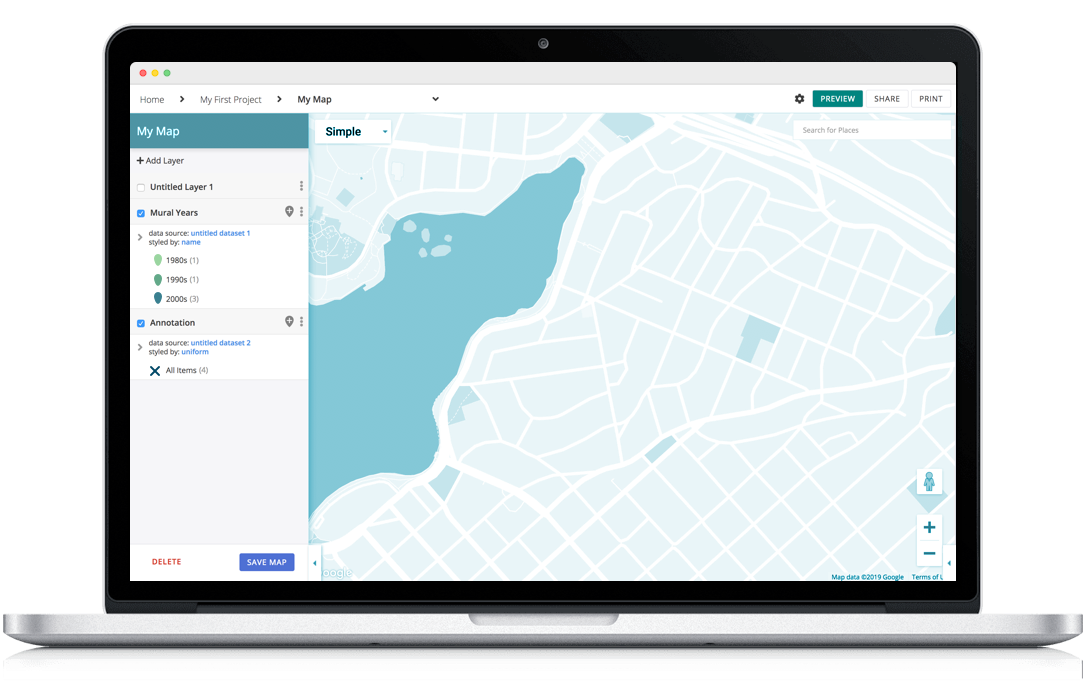 Home
My First Project
My Map
PREVIEW
SHARE
PRINT
My Map
Simple
Search for Places
Add Layer
Untitled Layer 1
Mural Years
data source: untitled dataset 1
styled by: name
1980s (1)
1990s (1)
2000s (3)
Annotation
data source: untitled dataset 2
styled by: uniform
All Items (4)
DELETE
SAVE MAP
Map data ©2019 Google
Terms of